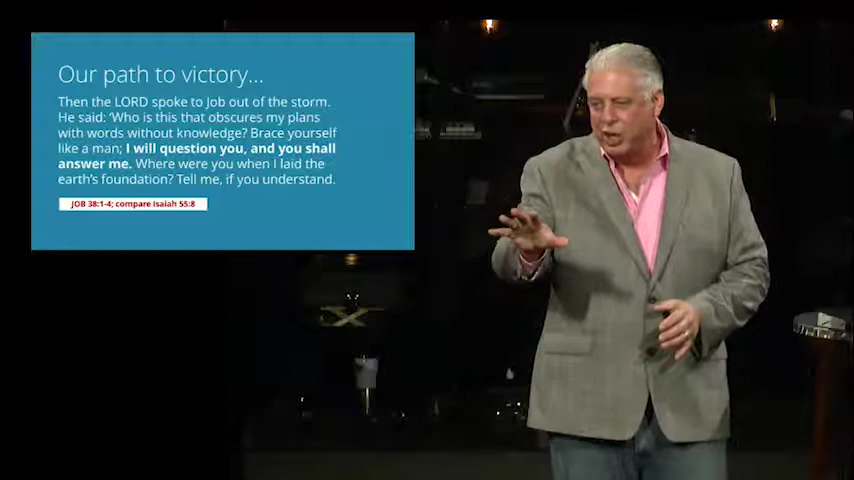 Our path to victory...
Then the LORD spoke to Job out of the storm.
He said: ‘Who is this that obscures my plans
with words without knowledge? Brace yourself
like a man; I will question you, and you shall
answer me. Where were you when I laid the
earth's foundation? Tell me, if you understand.
JOB 38:1-4; compare Isaiah 55:8